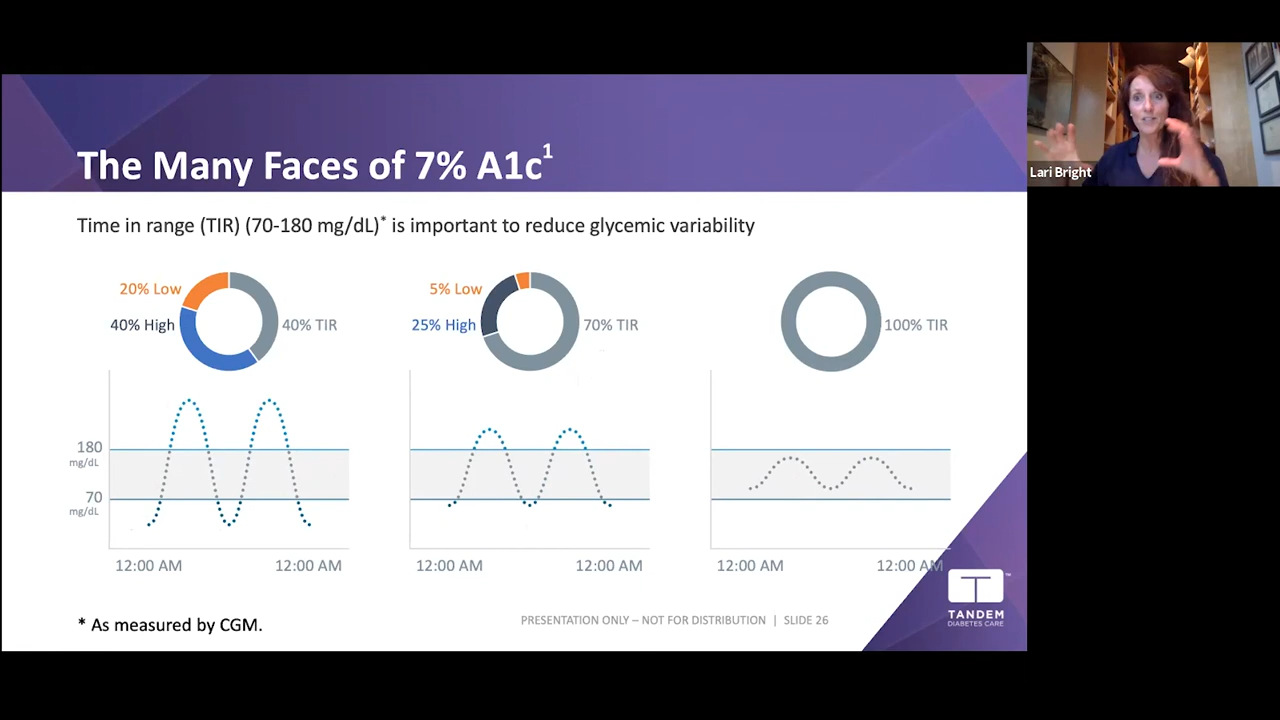 The Many Faces of 7% A1c1
Lari Bright
Time in range (TIR) (70-180 mg/dL)* is important to reduce glycemic variability
20% Low
40% High
40% TIR
5% Low
25% High
70% TIR
100% TIR
180
mg/dL
70
mg/dL
12:00 AM 12:00 AM
12:00 AM 12:00 AM
12:00 AM 12:00 AM
* As measured by CGM.
PRESENTATION ONLY – NOT FOR DISTRIBUTION | SLIDE 26
T™
TANDEM
DIABETES CARE